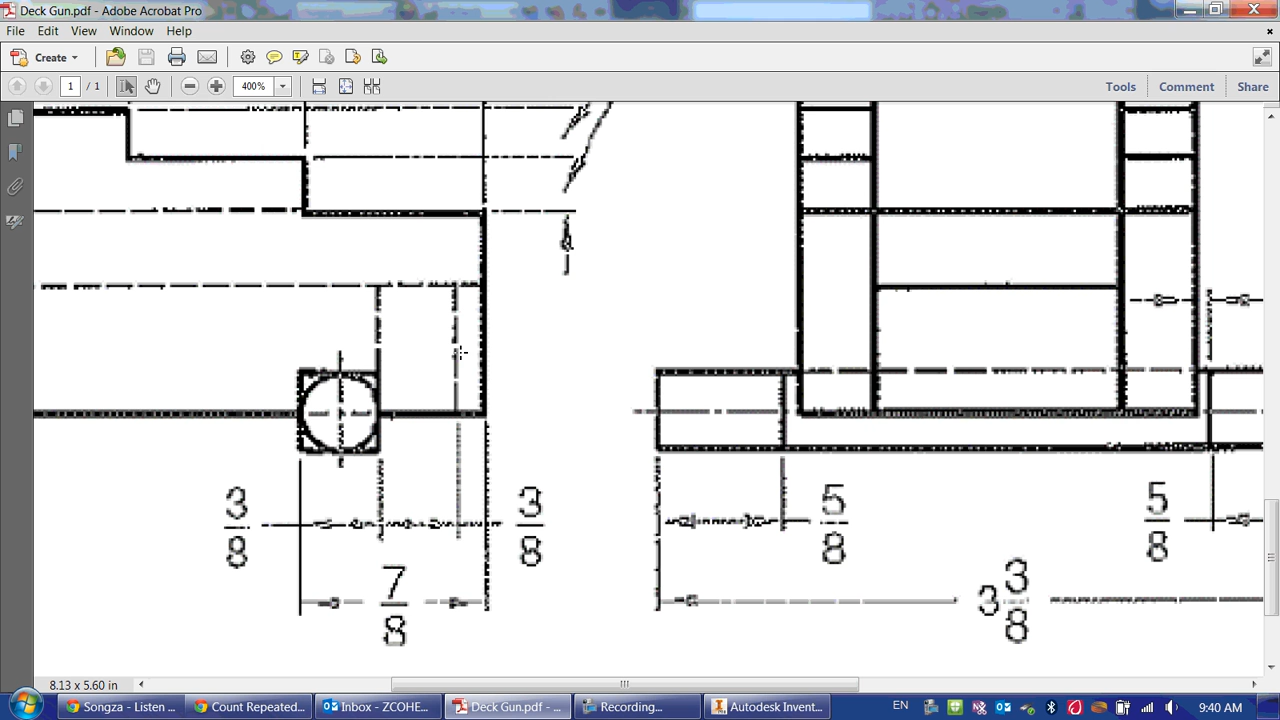 Deck Gun.pdf - Adobe Acrobat Pro
File Edit View Window Help
Create
1 / 1 400% Tools Comment Share
3/8 3/8 5/8 5/8
7/8 3 3/8
8.13 x 5.60 in
Songza - Listen ... Count Repeated... Inbox - ZCOHE... Deck Gun.pdf - ... Recording... Autodesk Invent... EN 9:40 AM